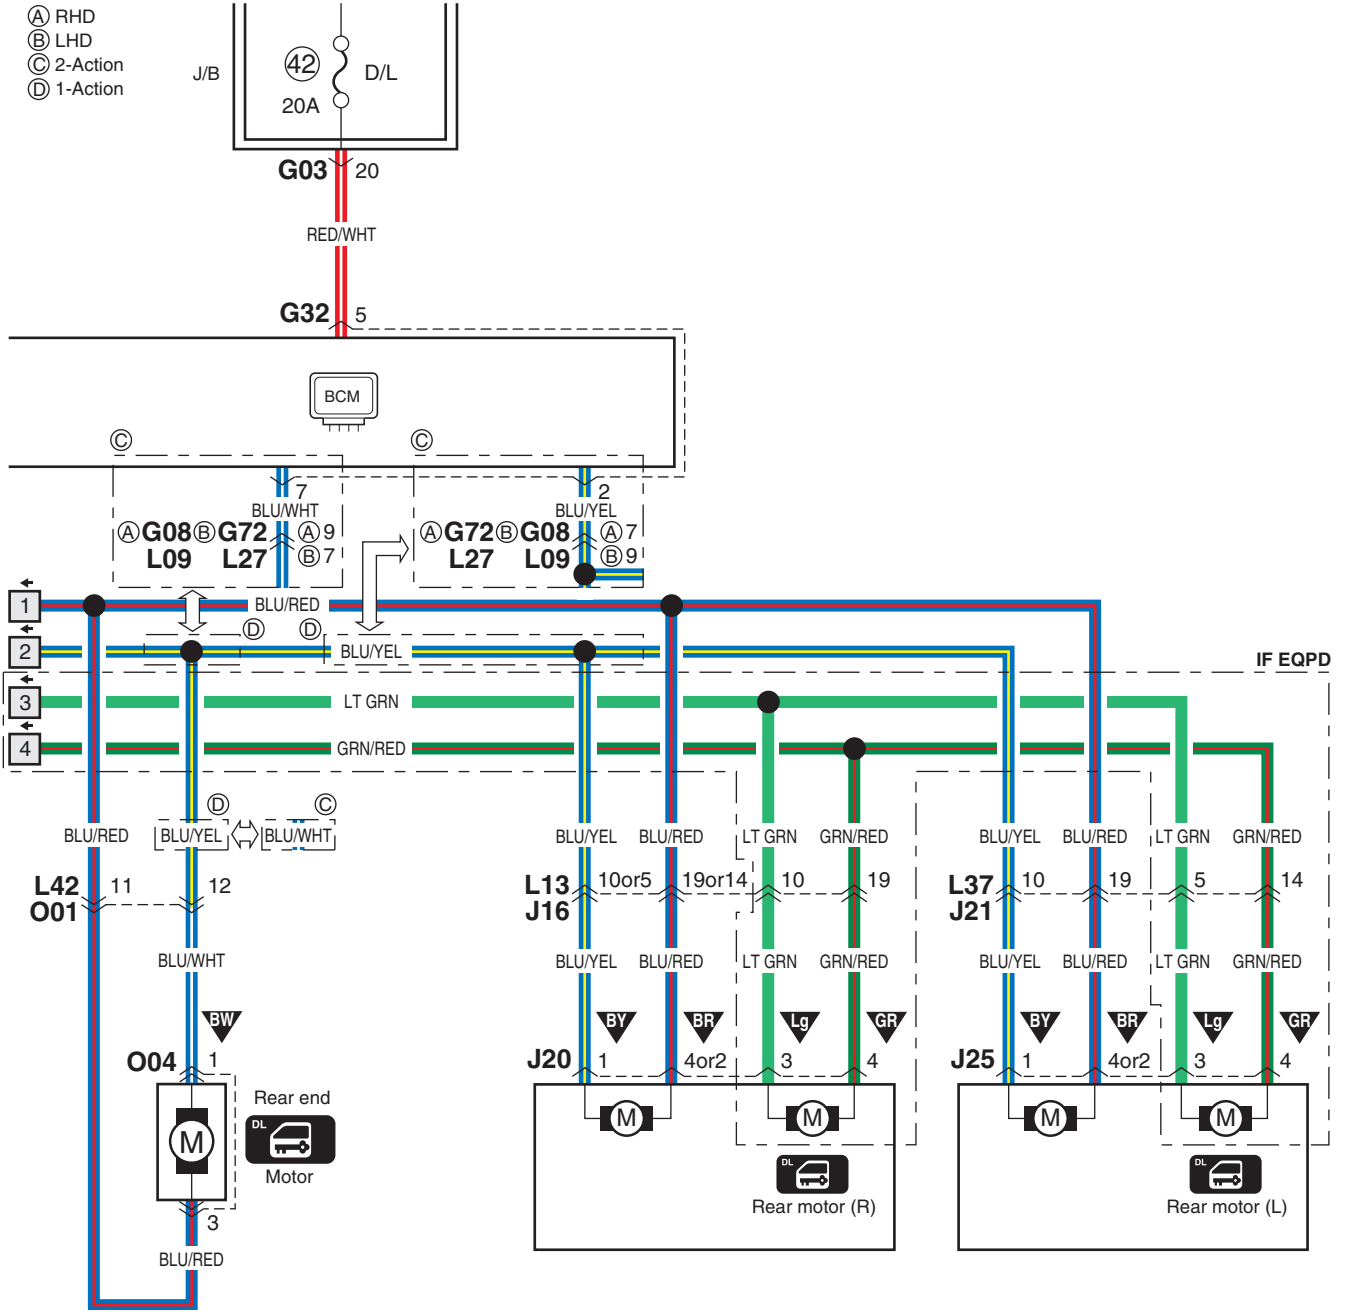 Ⓐ RHD
Ⓑ LHD
Ⓒ 2-Action
Ⓓ 1-Action
J/B
42
D/L
20A
G03 20
RED/WHT
G32 5
BCM
Ⓒ Ⓒ
7 2
BLU/WHT BLU/YEL
ⒶG08 ⒷG72 Ⓐ9 ⒶG72 ⒷG08 Ⓐ7
L09 L27 Ⓑ7 L27 L09 Ⓑ9
1 BLU/RED
Ⓓ Ⓓ
2 BLU/YEL
IF EQPD
3 LT GRN
4 GRN/RED
Ⓓ Ⓒ
BLU/RED BLU/YEL BLU/WHT BLU/YEL BLU/RED LT GRN GRN/RED BLU/YEL BLU/RED LT GRN GRN/RED
L42 11 12 L13 10or5 19or14 10 19 L37 10 19 5 14
O01 J16 J21
BLU/WHT BLU/YEL BLU/RED LT GRN GRN/RED BLU/YEL BLU/RED LT GRN GRN/RED
BW BY BR Lg GR BY BR Lg GR
O04 1 J20 1 4or2 3 4 J25 1 4or2 3 4
Rear end
M M M M M
DL
Motor
DL DL
Rear motor (R) Rear motor (L)
3
BLU/RED